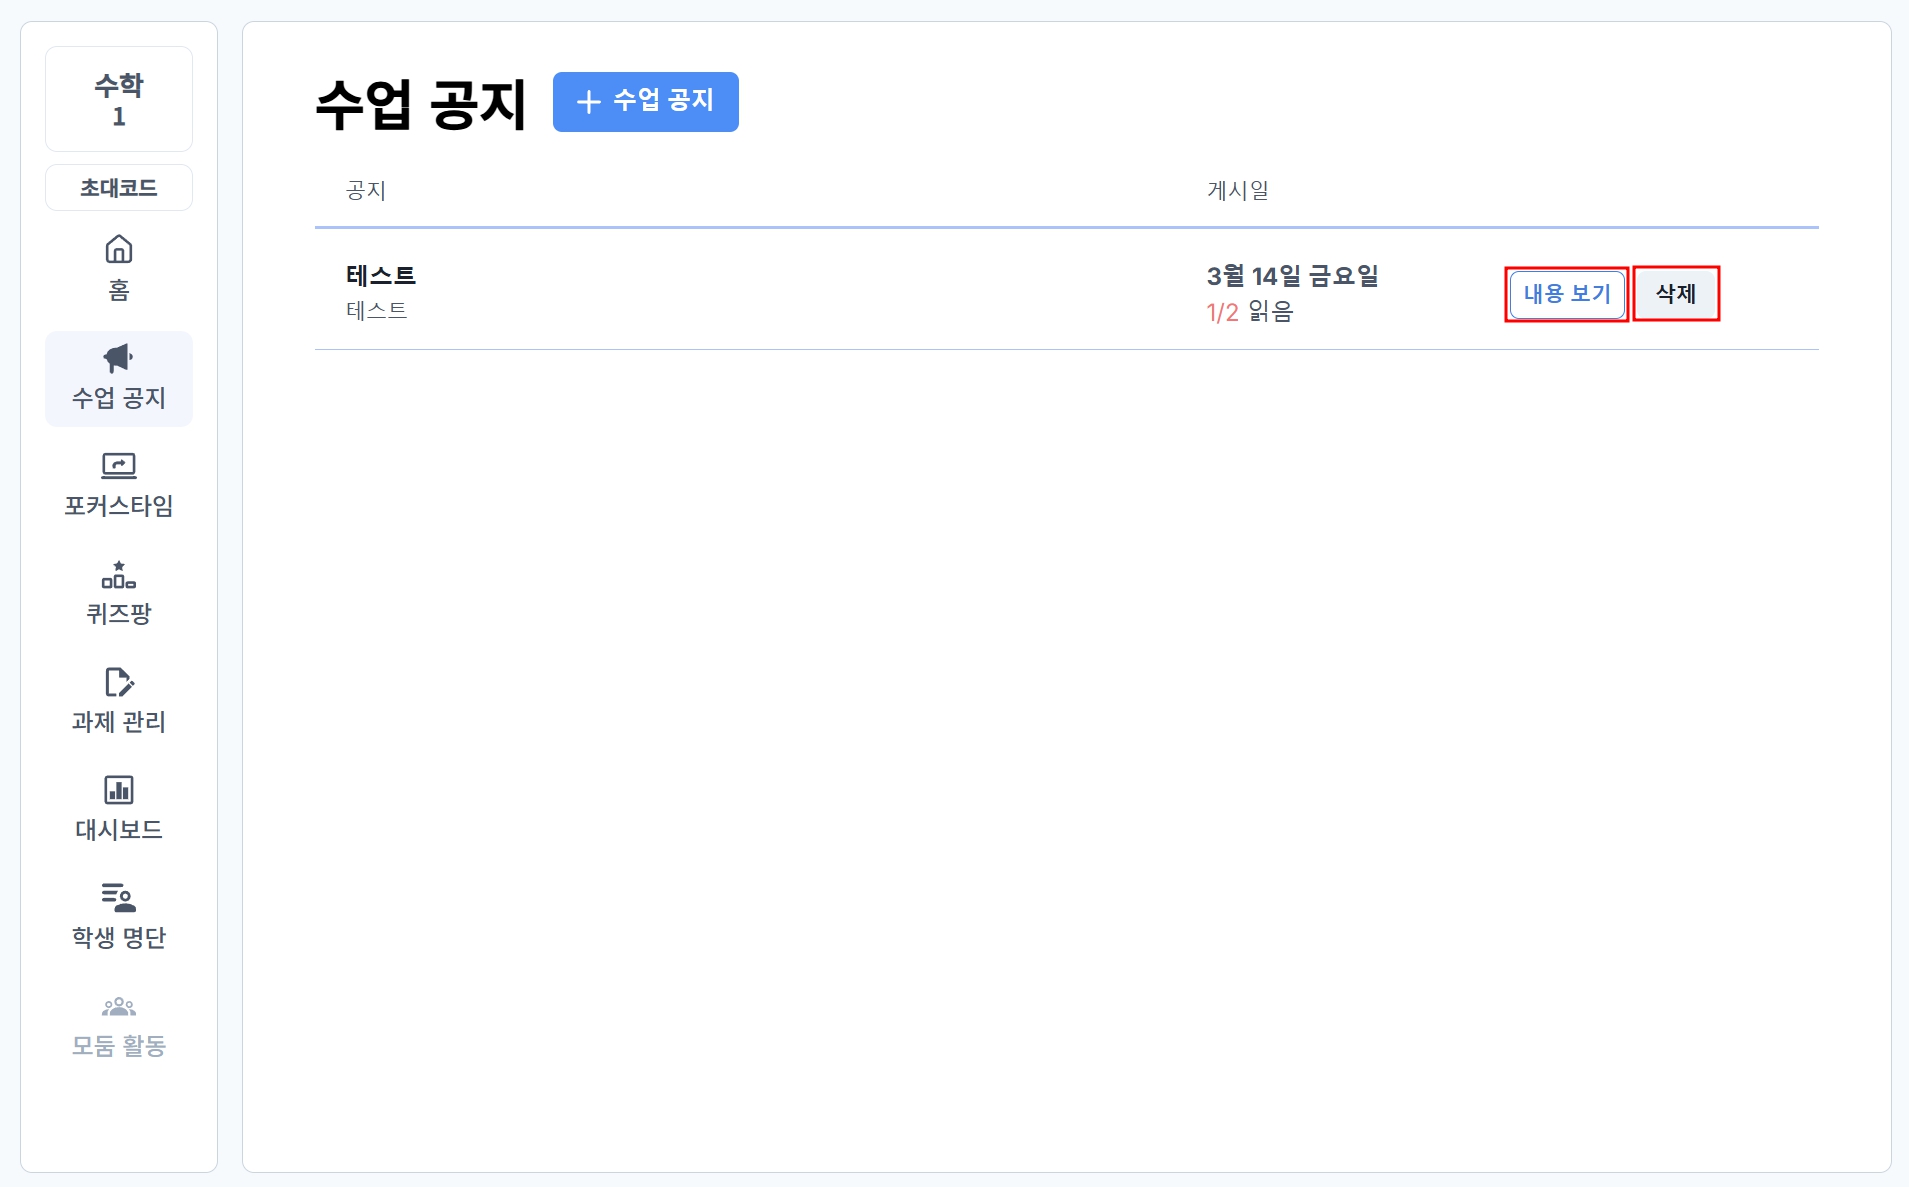 수학
1
초대코드
홈
수업 공지
포커스타임
퀴즈팡
과제 관리
대시보드
학생 명단
모둠 활동
수업 공지
수업 공지
공지 게시일
테스트 3월 14일 금요일
테스트 1/2 읽음
내용 보기 삭제